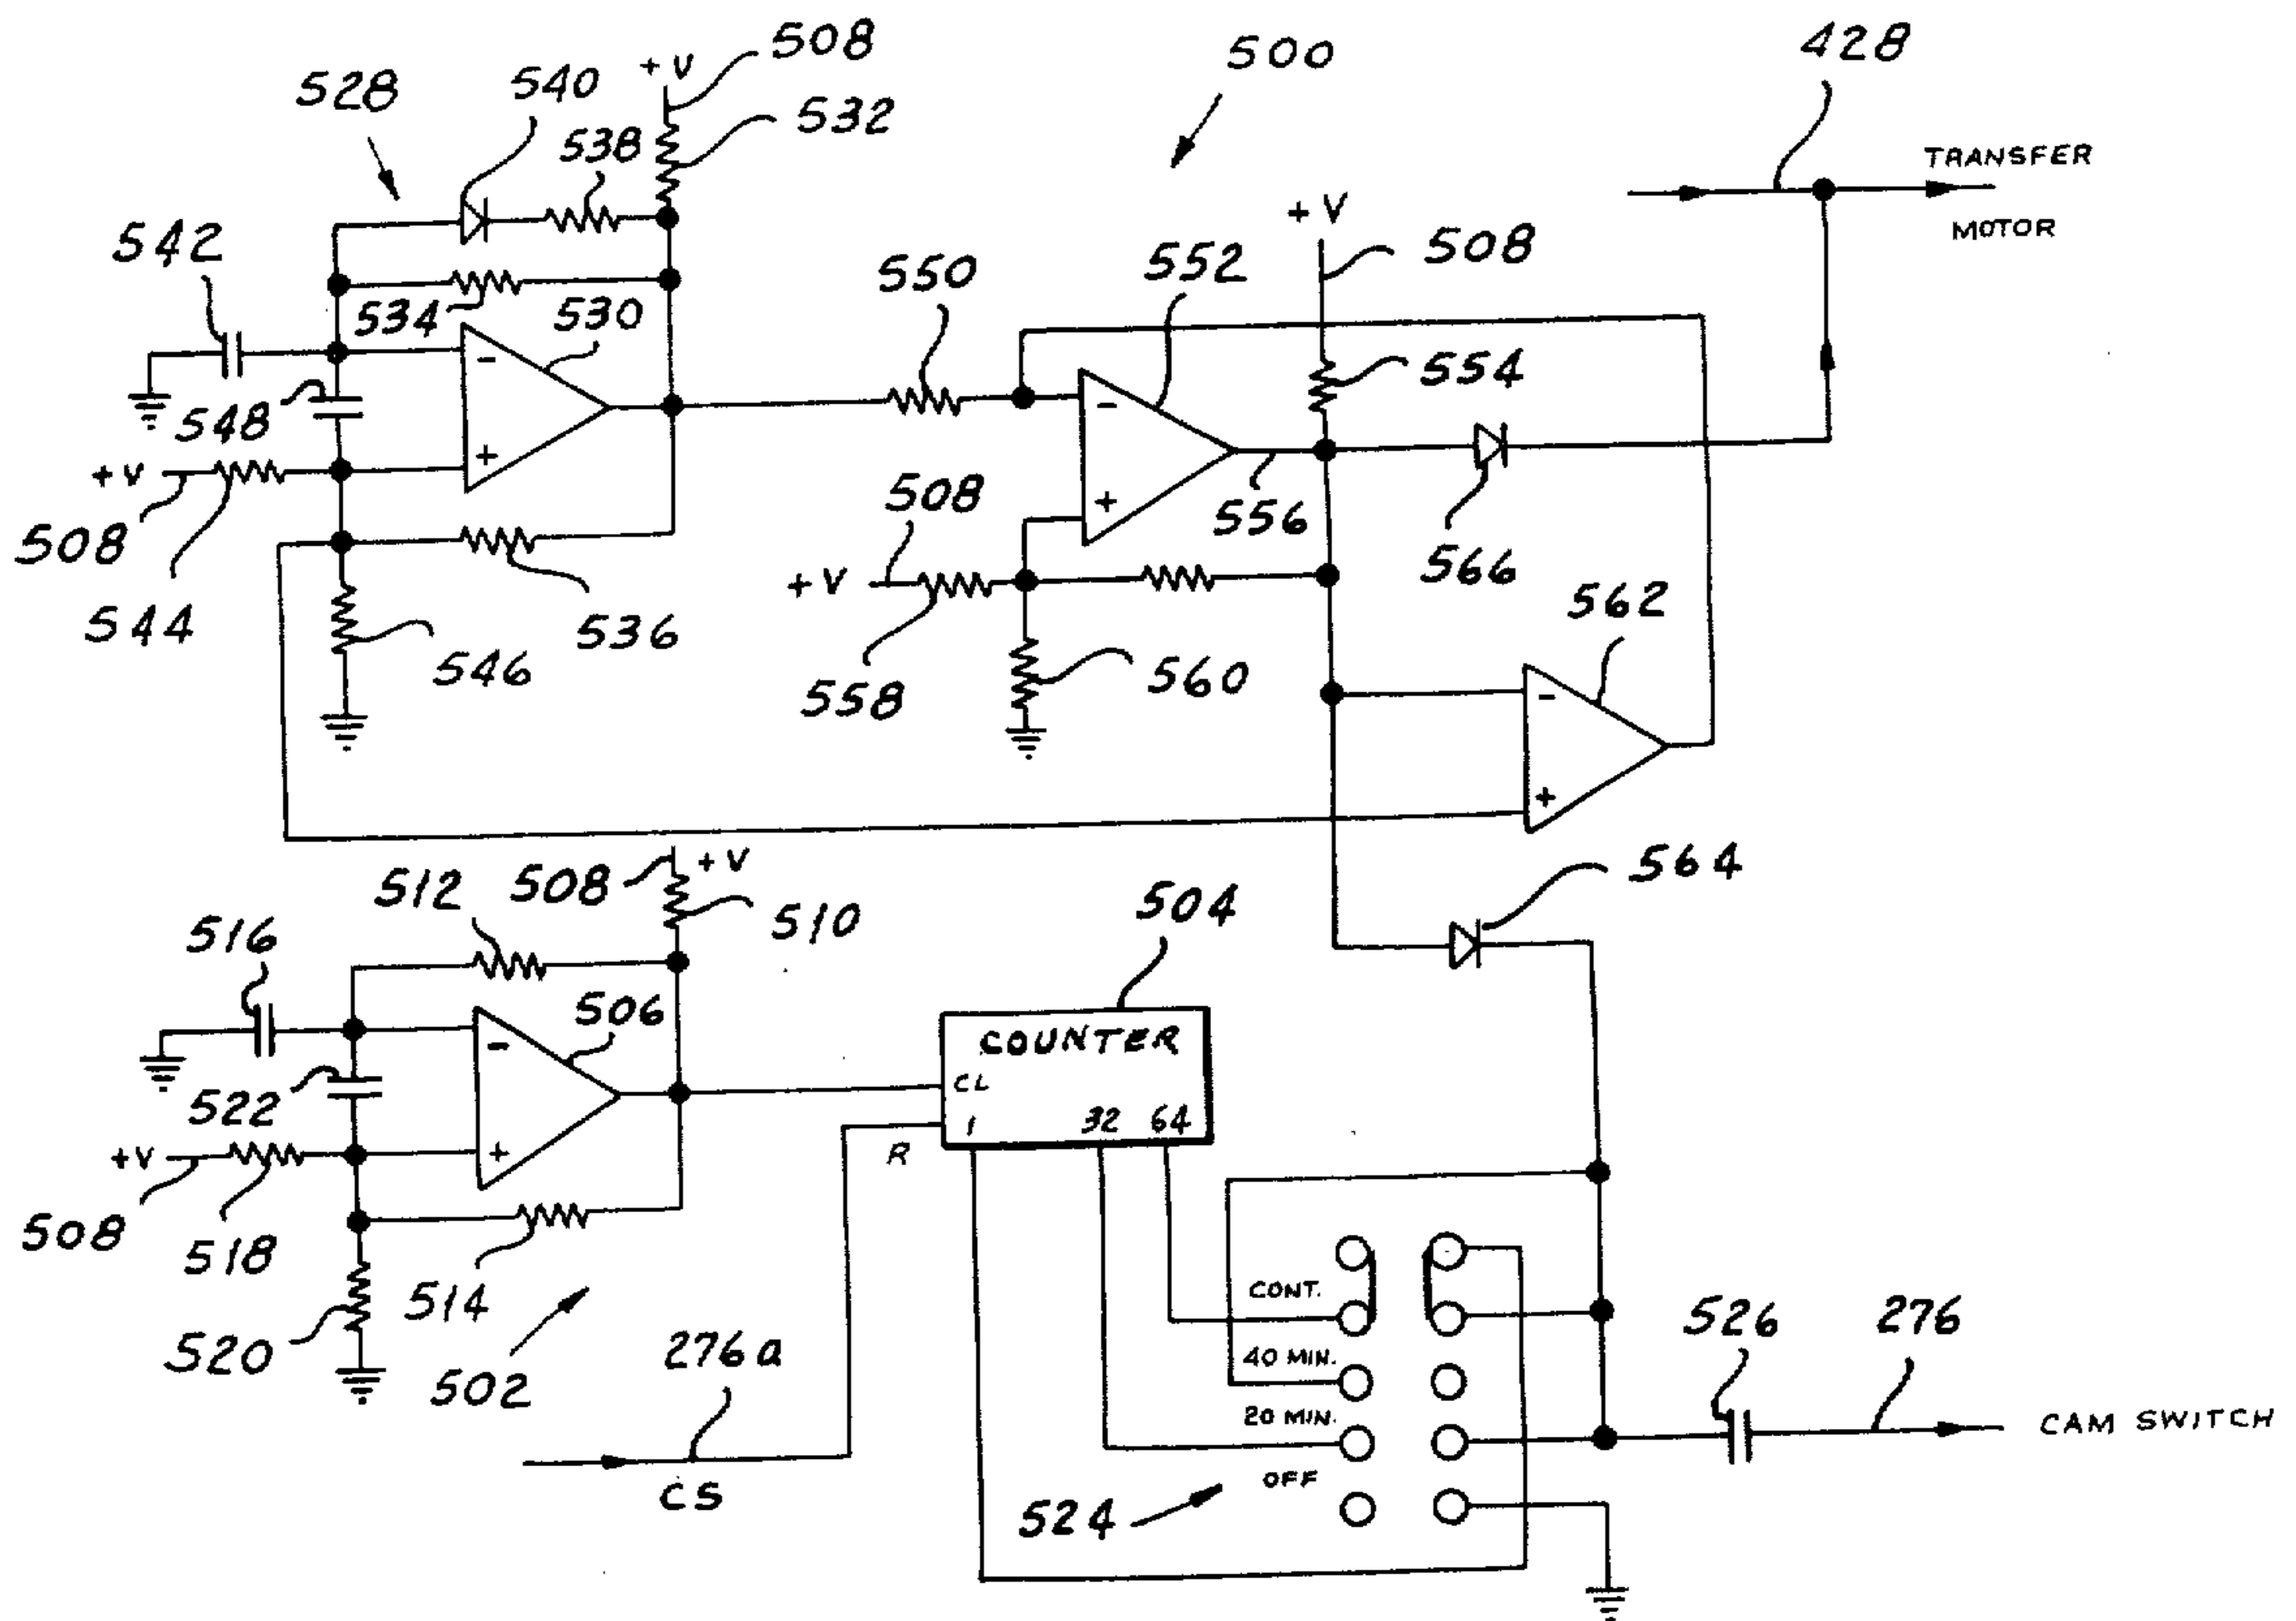 508
500
428
+V
528
540
538
532
TRANSFER
MOTOR
542
+V
508
550
552
534
530
554
-
-
548
+V
+
508
+
556
566
508
544
536
+V
562
546
558
560
-
+
508
+V
564
512
510
504
516
506
COUNTER
-
CL
522
1
32
64
+V
+
R
508
518
514
CONT.
520
502
276a
40 MIN.
526
276
20 MIN.
CAM SWITCH
CS
524
OFF